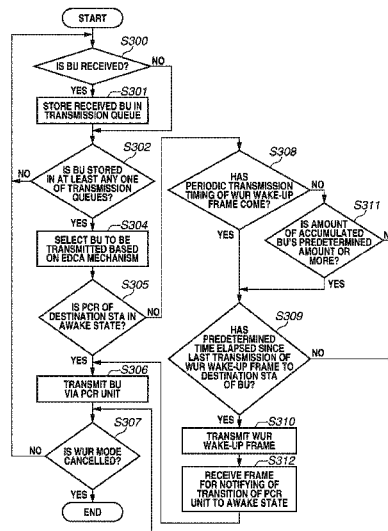 START
S300
IS BU RECEIVED?
NO
YES
S301
STORE RECEIVED BU IN
TRANSMISSION QUEUE
S302
IS BU STORED
IN AT LEAST ANY ONE
OF TRANSMISSION
QUEUES?
NO
YES
S304
SELECT BU TO BE
TRANSMITTED BASED
ON EDCA MECHANISM
S305
IS PCR OF
DESTINATION STA IN
AWAKE STATE?
NO
YES
S306
TRANSMIT BU
VIA PCR UNIT
S307
IS WUR MODE
CANCELLED?
NO
YES
END
S308
HAS
PERIODIC TRANSMISSION
TIMING OF WUR WAKE-UP
FRAME COME?
NO
YES
S311
IS AMOUNT
OF ACCUMULATED
BU'S PREDETERMINED
AMOUNT OR
MORE?
NO
YES
S309
HAS
PREDETERMINED
TIME ELAPSED SINCE
LAST TRANSMISSION OF
WUR WAKE-UP FRAME TO
DESTINATION STA
OF BU?
NO
YES
S310
TRANSMIT WUR
WAKE-UP FRAME
S312
RECEIVE FRAME
FOR NOTIFYING OF
TRANSITION OF PCR
UNIT TO AWAKE STATE